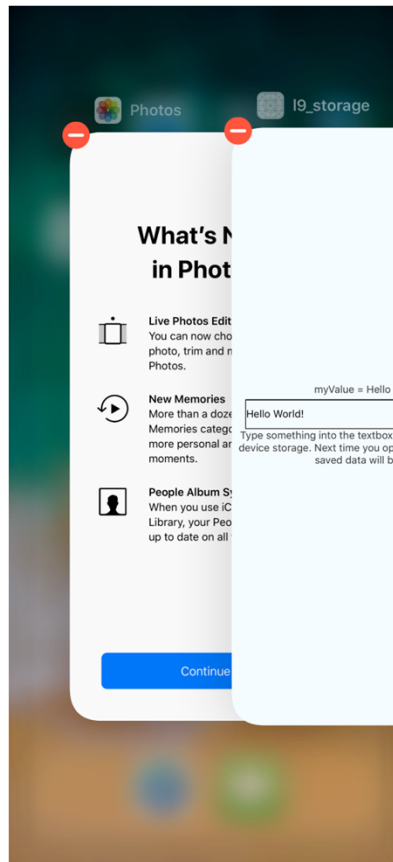 Photos
l9_storage
What's N
in Phot
Live Photos Edit
You can now cho
photo, trim and m
Photos.
New Memories
More than a doze
Memories catego
more personal an
moments.
People Album Sy
When you use iC
Library, your Peo
up to date on all
Continue
myValue = Hello
Hello World!
Type something into the textbox
device storage. Next time you op
saved data will b